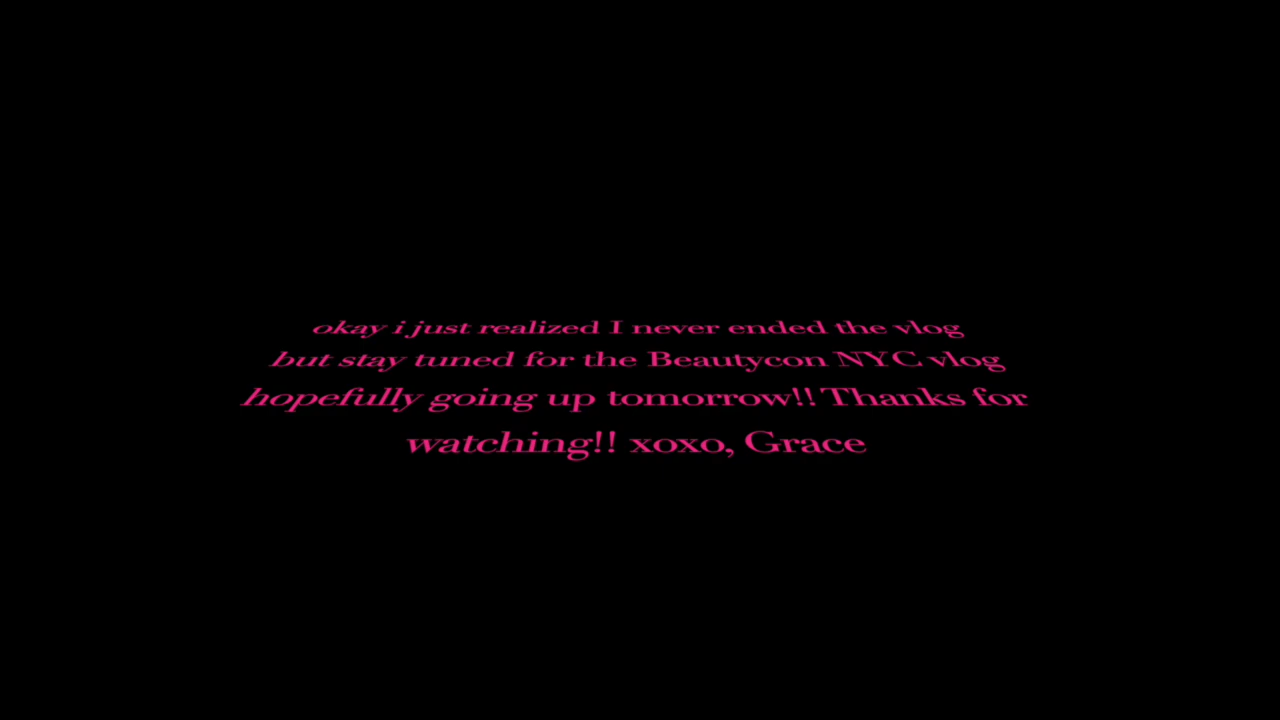 okay i just realized I never ended the vlog
but stay tuned for the Beautycon NYC vlog
hopefully going up tomorrow!! Thanks for
watching!! xoxo, Grace